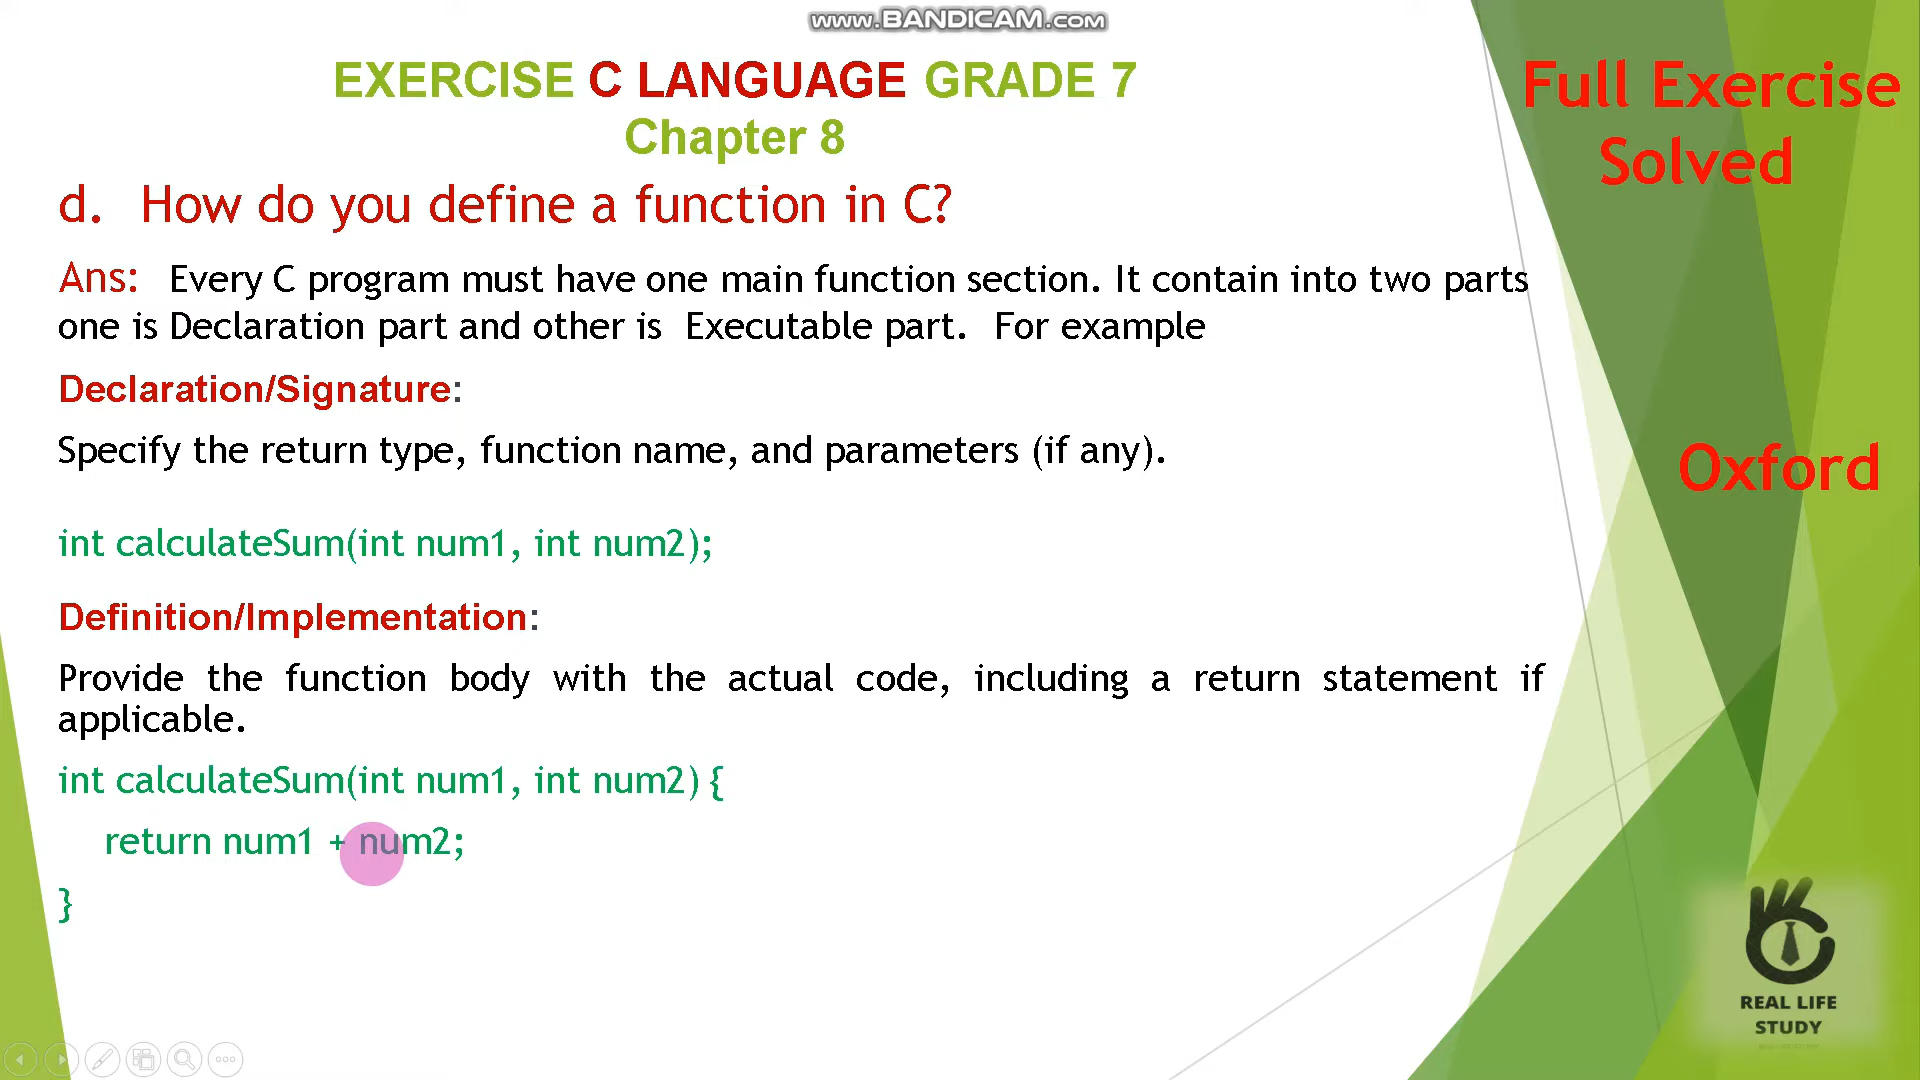 www.BANDICAM.com
EXERCISE C LANGUAGE GRADE 7
Chapter 8
Full Exercise
Solved
d. How do you define a function in C?
Ans: Every C program must have one main function section. It contain into two parts
one is Declaration part and other is Executable part. For example
Declaration/Signature:
Specify the return type, function name, and parameters (if any).
Oxford
int calculateSum(int num1, int num2);
Definition/Implementation:
Provide the function body with the actual code, including a return statement if
applicable.
int calculateSum(int num1, int num2) {
return num1 + num2;
}
REAL LIFE
STUDY